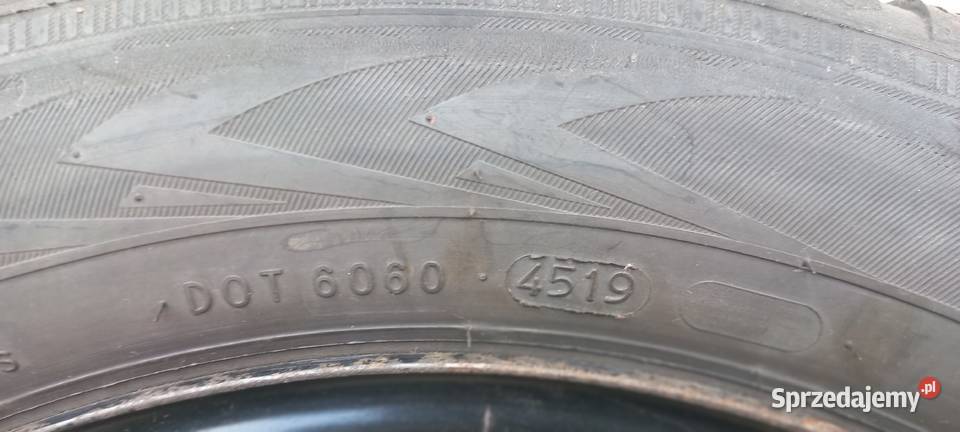 DOT 6060 · 4519
S
Sprzedajemy.pl